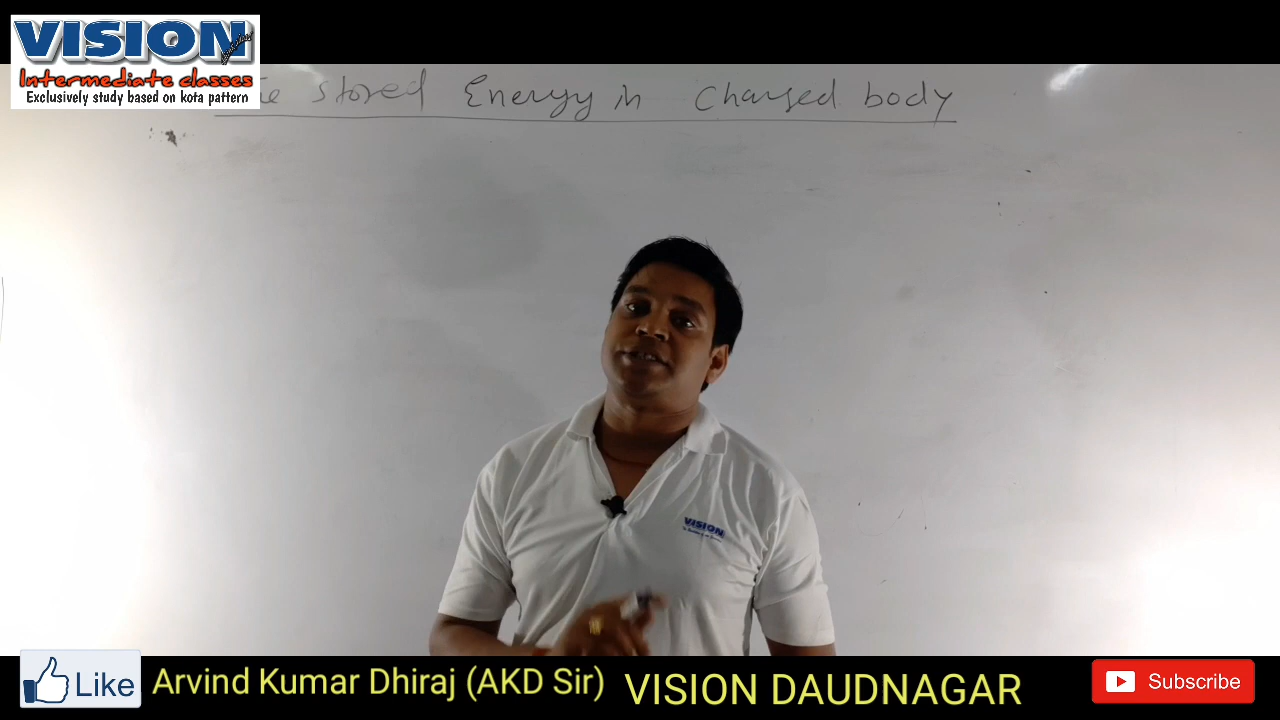 VISION
Intermediate classes
Exclusively study based on kota pattern
stored Energy in Charged body
VISION
Like
Arvind Kumar Dhiraj (AKD Sir)
VISION DAUDNAGAR
Subscribe